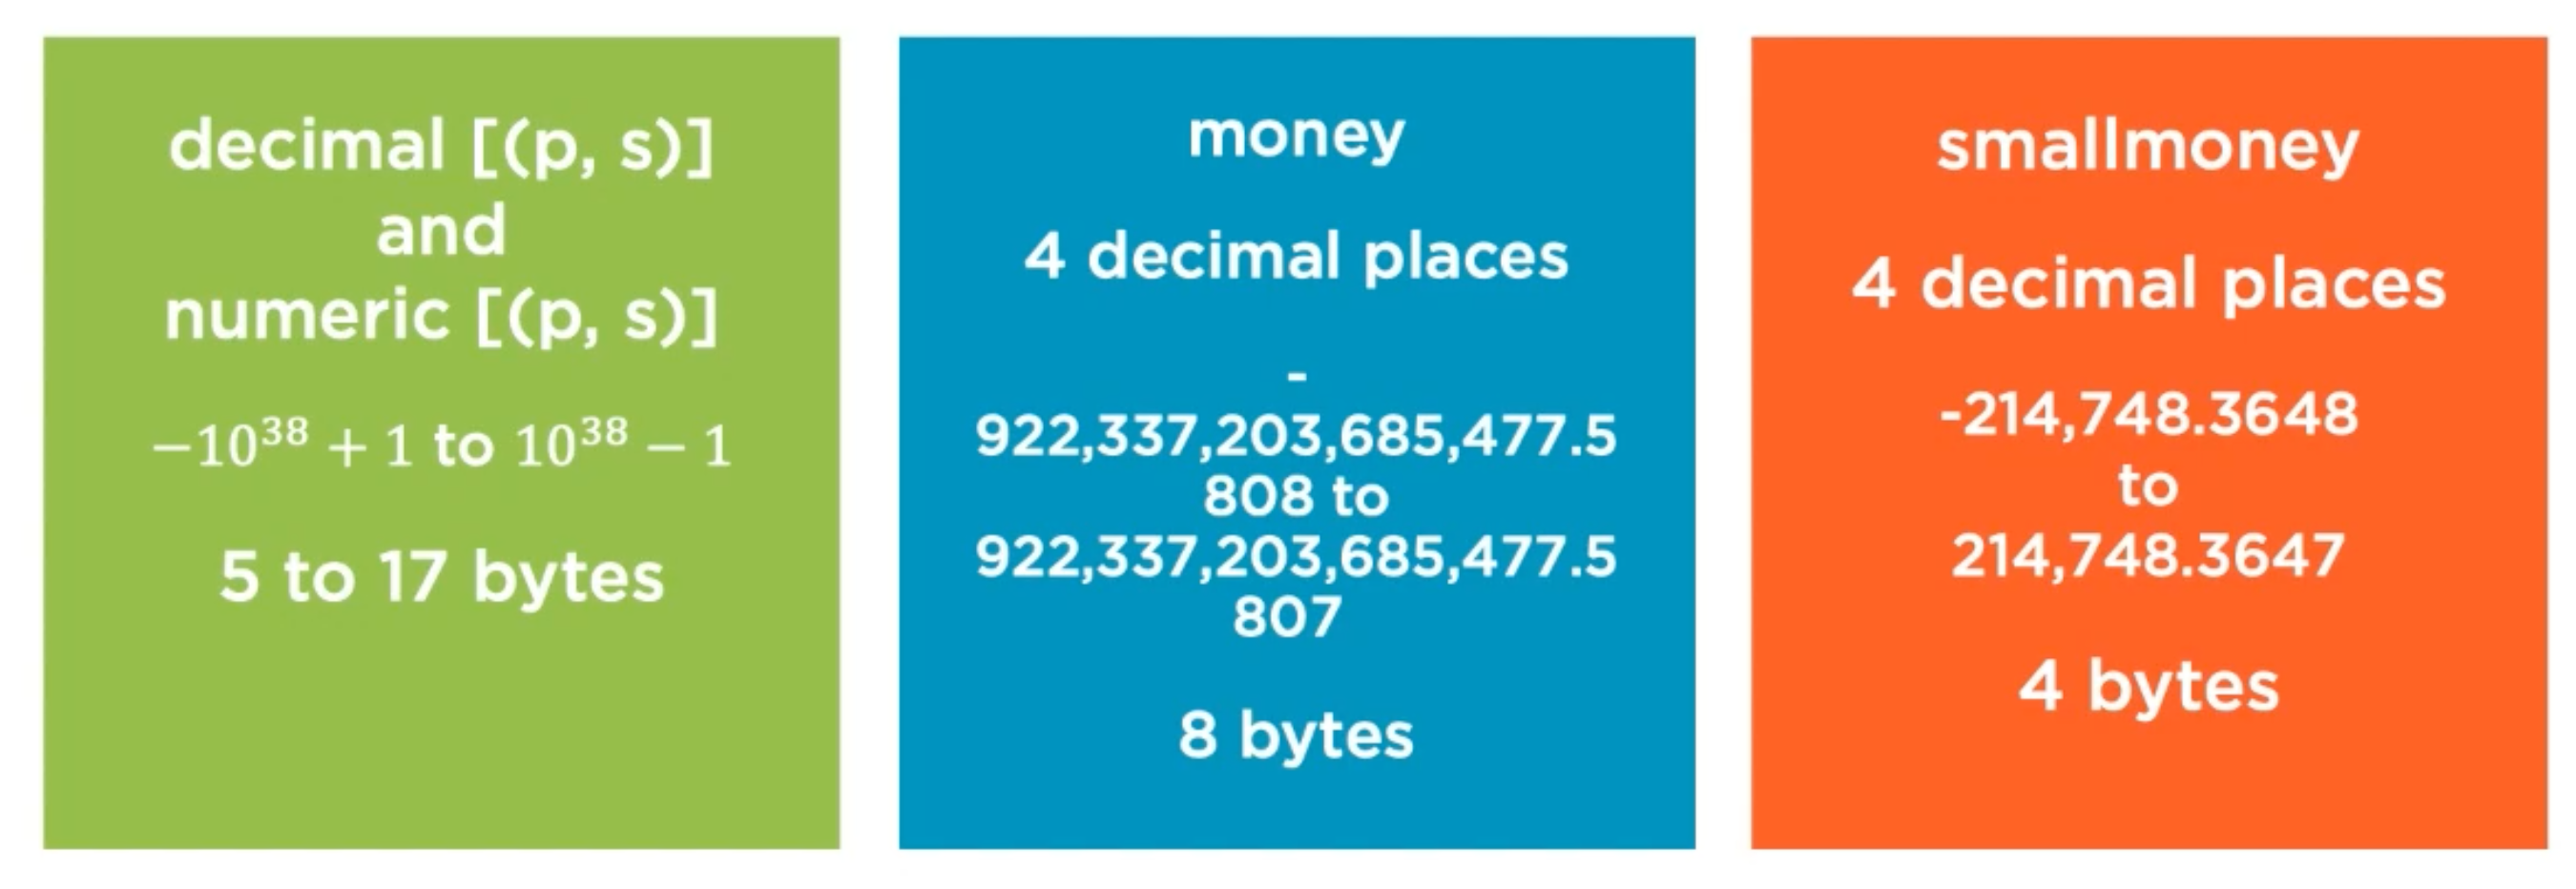 decimal [(p, s)]
and
numeric [(p, s)]
−10³⁸ + 1 to 10³⁸ − 1
5 to 17 bytes
money
4 decimal places
-
922,337,203,685,477.5
808 to
922,337,203,685,477.5
807
8 bytes
smallmoney
4 decimal places
-214,748.3648
to
214,748.3647
4 bytes